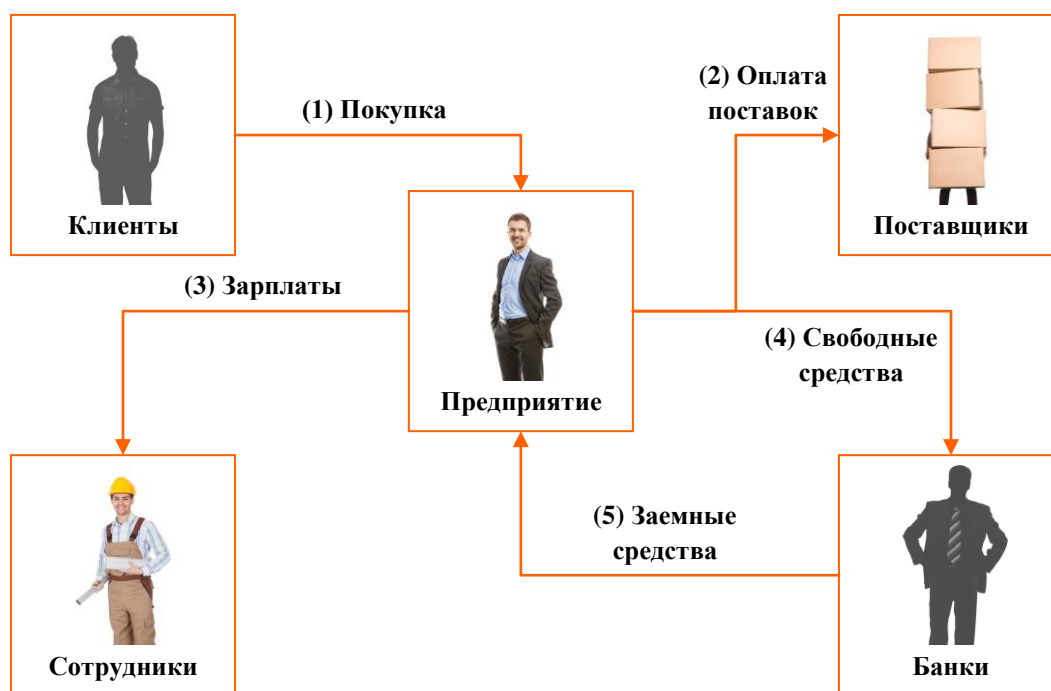 (2) Оплата
поставок
(1) Покупка
Клиенты
Поставщики
(3) Зарплаты
(4) Свободные
средства
Предприятие
(5) Заемные
средства
Сотрудники
Банки